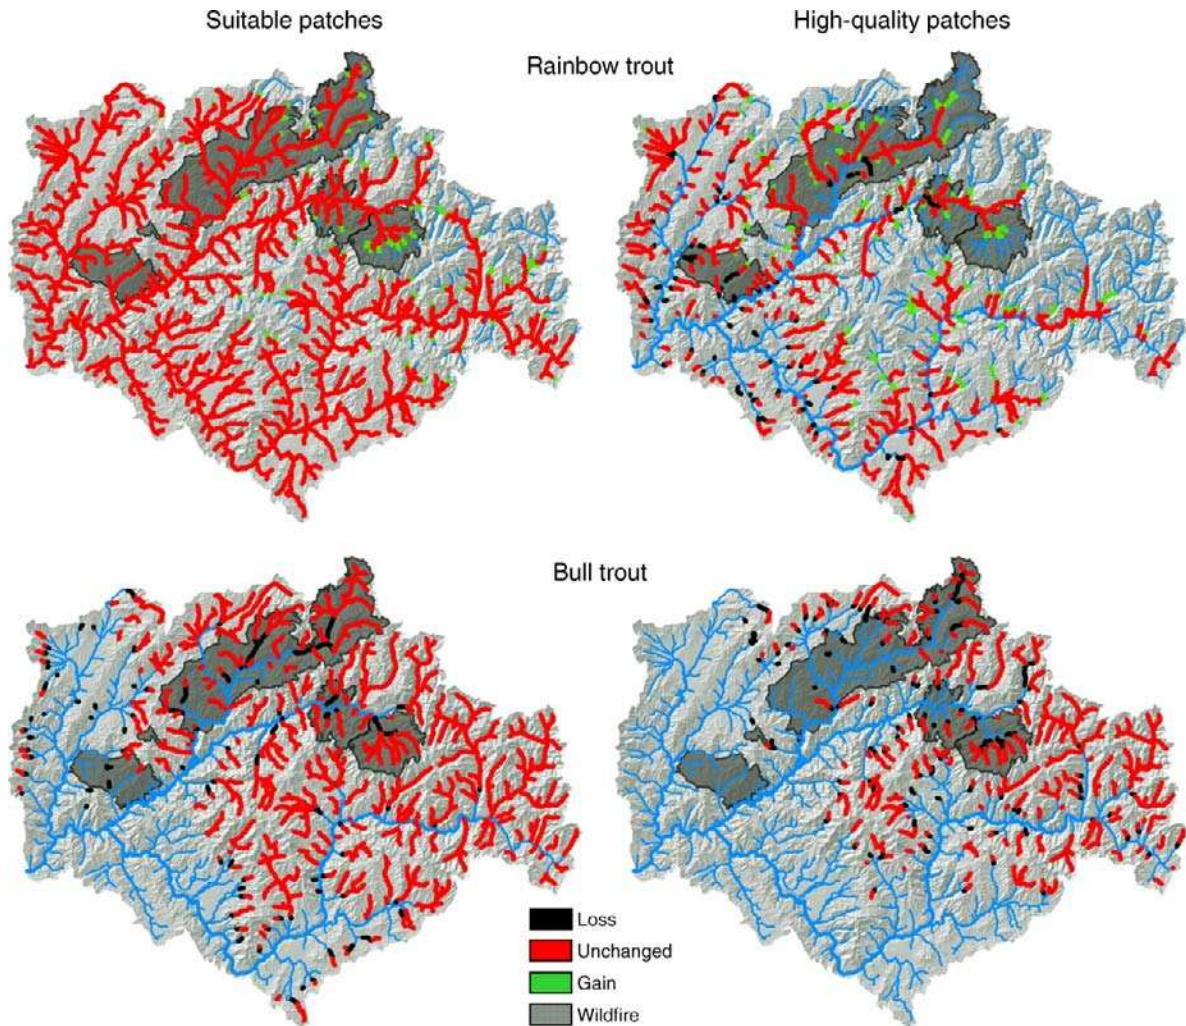 Suitable patches
High-quality patches
Rainbow trout
Bull trout
Loss
Unchanged
Gain
Wildfire